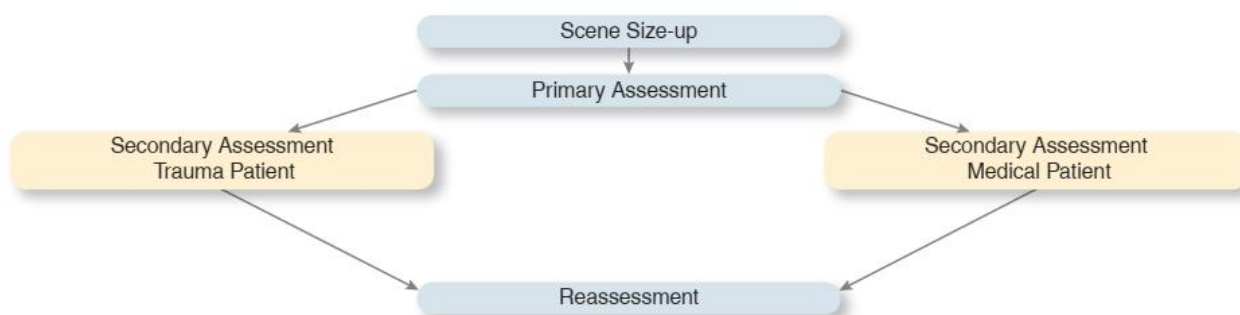 Scene Size-up
Primary Assessment
Secondary Assessment
Trauma Patient
Secondary Assessment
Medical Patient
Reassessment